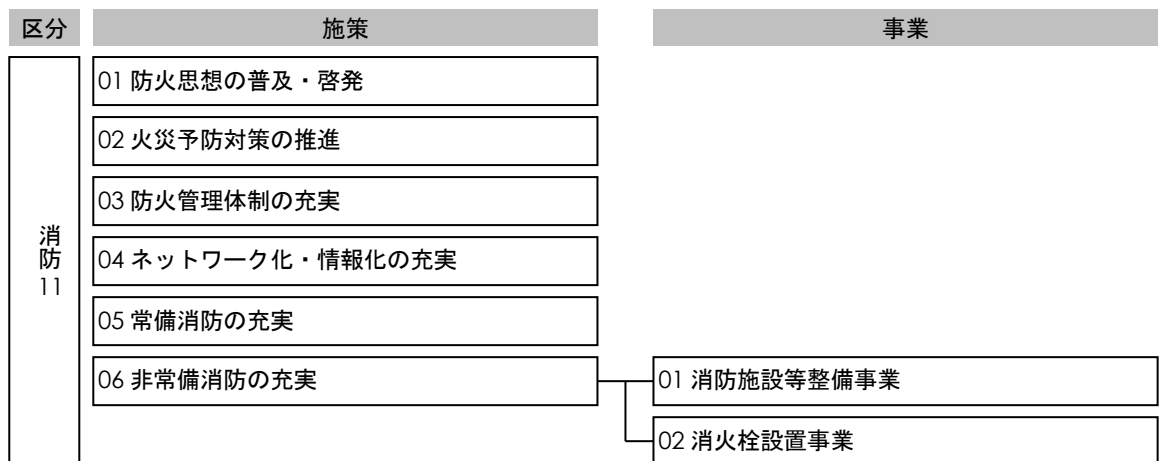 区分 施策 事業
消防11
01 防火思想の普及・啓発
02 火災予防対策の推進
03 防火管理体制の充実
04 ネットワーク化・情報化の充実
05 常備消防の充実
06 非常備消防の充実
01 消防施設等整備事業
02 消火栓設置事業